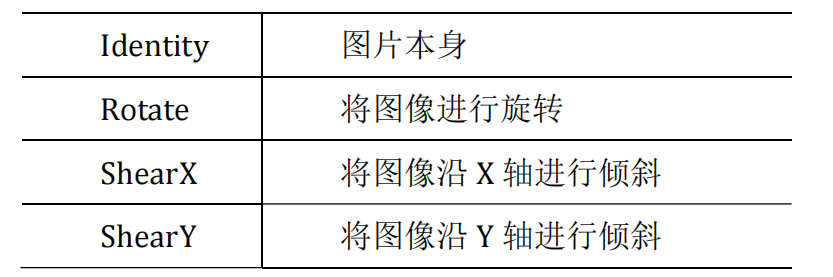 Identity 图片本身
Rotate 将图像进行旋转
ShearX 将图像沿 X 轴进行倾斜
ShearY 将图像沿 Y 轴进行倾斜